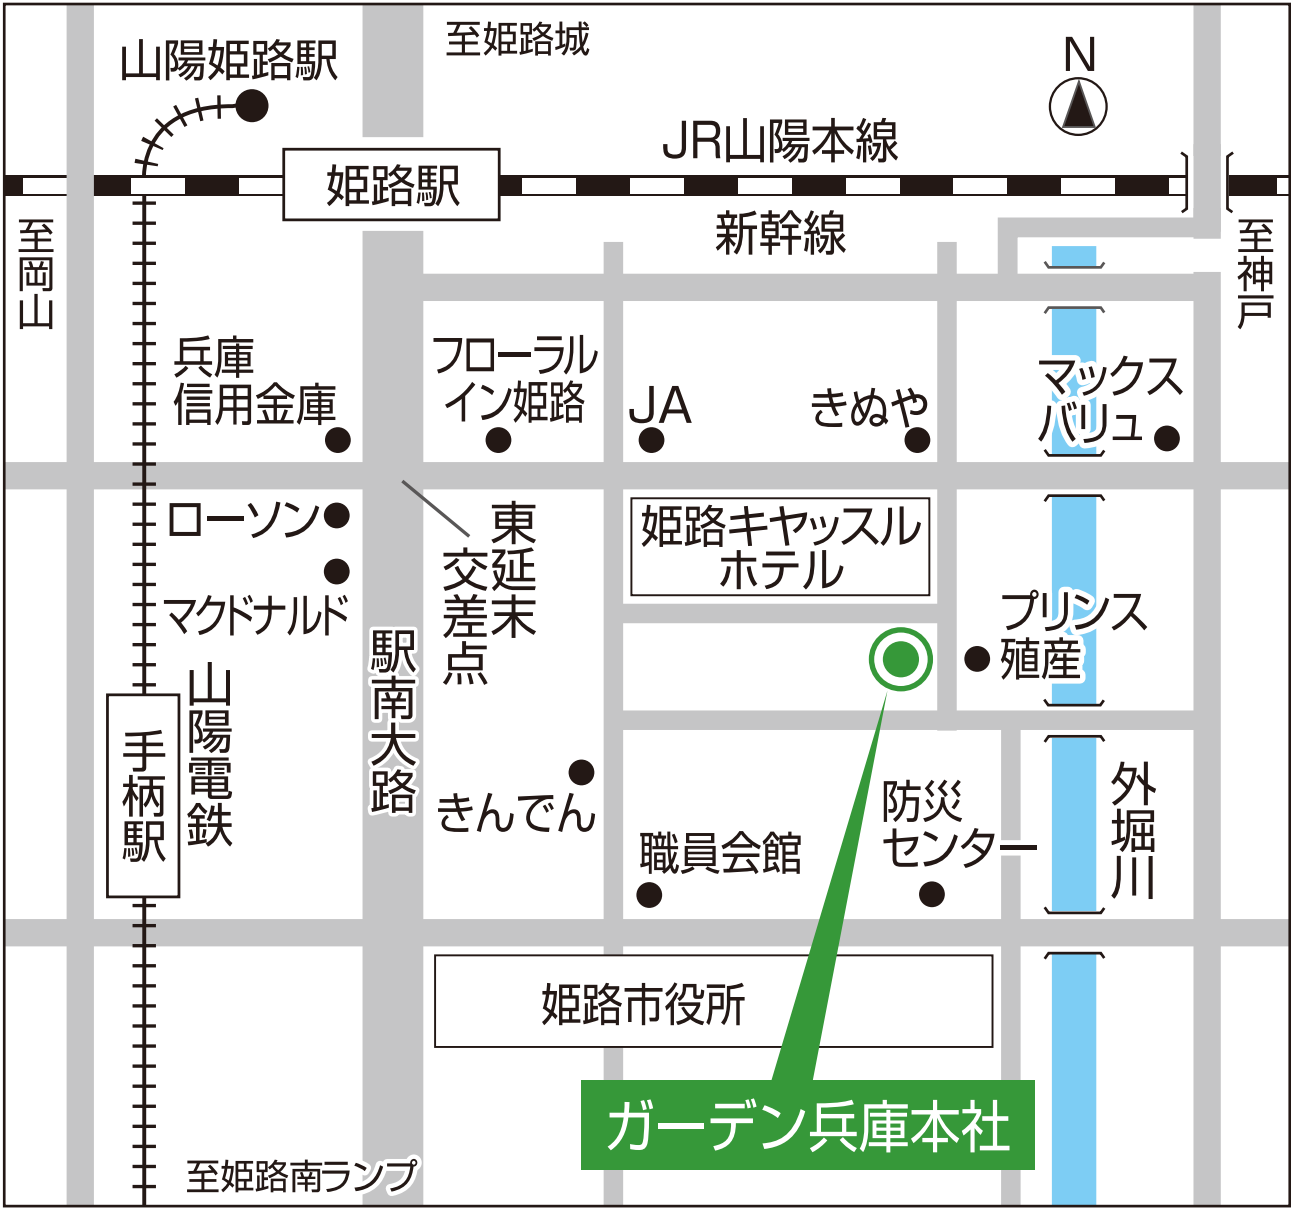 至姫路城
山陽姫路駅
N
JR山陽本線
姫路駅
新幹線
至岡山
至神戸
兵庫
信用金庫
フローラル
イン姫路
JA
きぬや
マックス
バリュ
ローソン
マクドナルド
東延末
交差点
姫路キャッスル
ホテル
プリンス
殖産
駅南大路
山陽電鉄
手柄駅
きんでん
職員会館
防災
センター
外堀川
姫路市役所
ガーデン兵庫本社
至姫路南ランプ